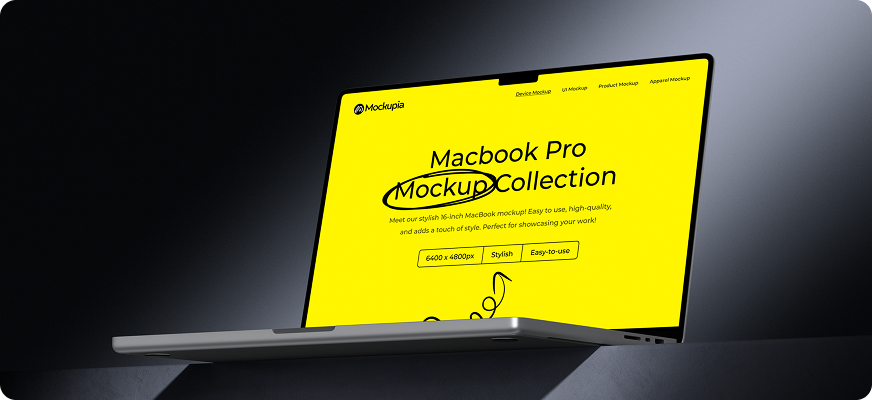 Mockupia
Device Mockup UI Mockup Product Mockup Apparel Mockup
Macbook Pro
Mockup Collection
Meet our stylish 16-inch MacBook mockup! Easy to use, high-quality,
and adds a touch of style. Perfect for showcasing your work!
6400 x 4800px Stylish Easy-to-use